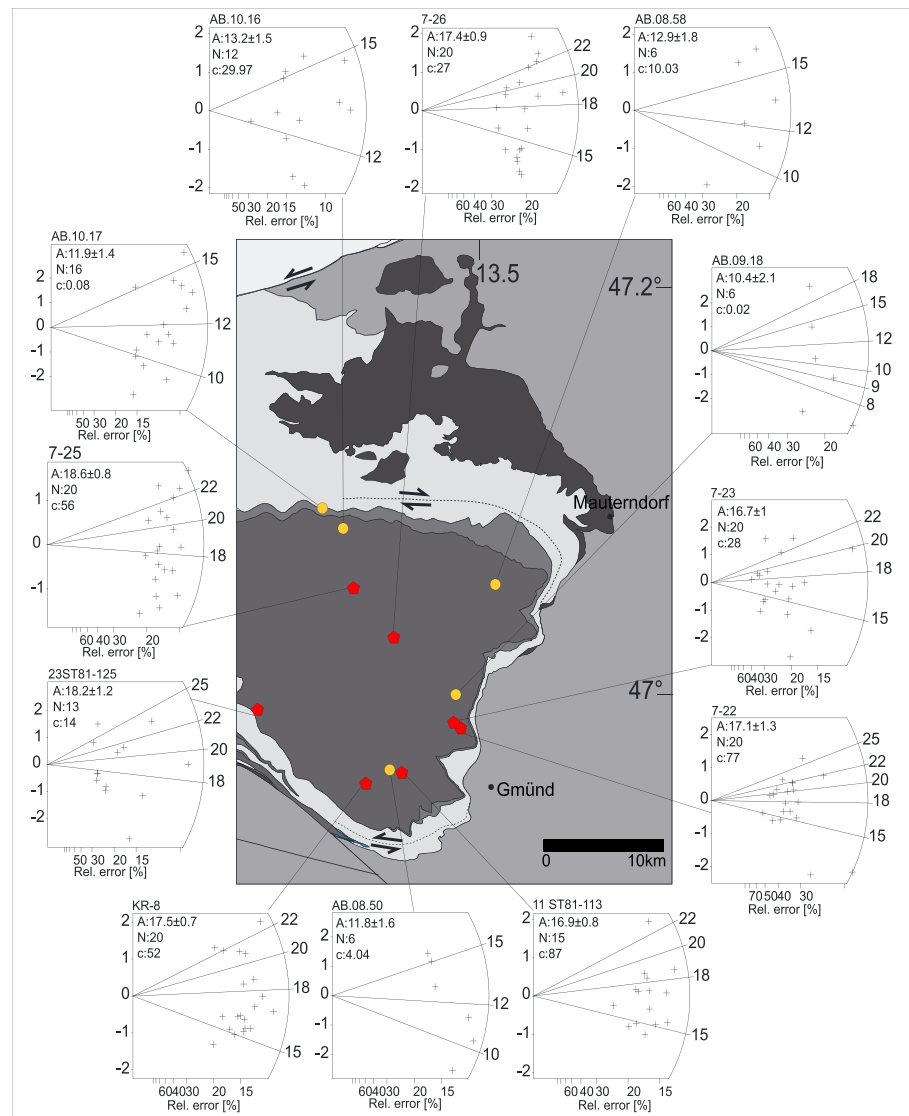 AB.10.16
A:13.2±1.5
N:12
c:29.97
2
1
0
-1
-2
15
12
50 30 20 15 10
Rel. error [%]
7-26
A:17.4±0.9
N:20
c:27
2
1
0
-1
-2
22
20
18
15
60 40 30 20
Rel. error [%]
AB.08.58
A:12.9±1.8
N:6
c:10.03
2
1
0
-1
-2
15
12
10
60 40 30 20
Rel. error [%]
AB.10.17
A:11.9±1.4
N:16
c:0.08
2
1
0
-1
-2
15
12
10
50 30 20 15
Rel. error [%]
7-25
A:18.6±0.8
N:20
c:56
1
0
-1
22
20
18
60 40 30 20
Rel. error [%]
23ST81-125
A:18.2±1.2
N:13
c:14
2
1
0
-1
-2
25
22
20
18
50 30 20 15
Rel. error [%]
13.5
47.2°
Mauterndorf
47°
Gmünd
0 10km
AB.09.18
A:10.4±2.1
N:6
c:0.02
2
1
0
-1
-2
18
15
12
10
9
8
60 40 30 20
Rel. error [%]
7-23
A:16.7±1
N:20
c:28
2
1
0
-1
-2
22
20
18
15
60 40 30 20 15
Rel. error [%]
7-22
A:17.1±1.3
N:20
c:77
2
1
0
-1
-2
25
22
20
18
15
70 50 40 30
Rel. error [%]
KR-8
A:17.5±0.7
N:20
c:52
2
1
0
-1
-2
22
20
18
15
60 40 30 20 15
Rel. error [%]
AB.08.50
A:11.8±1.6
N:6
c:4.04
2
1
0
-1
-2
15
12
10
60 40 30 20
Rel. error [%]
11 ST81-113
A:16.9±0.8
N:15
c:87
2
1
0
-1
-2
22
20
18
15
60 40 30 20 15
Rel. error [%]